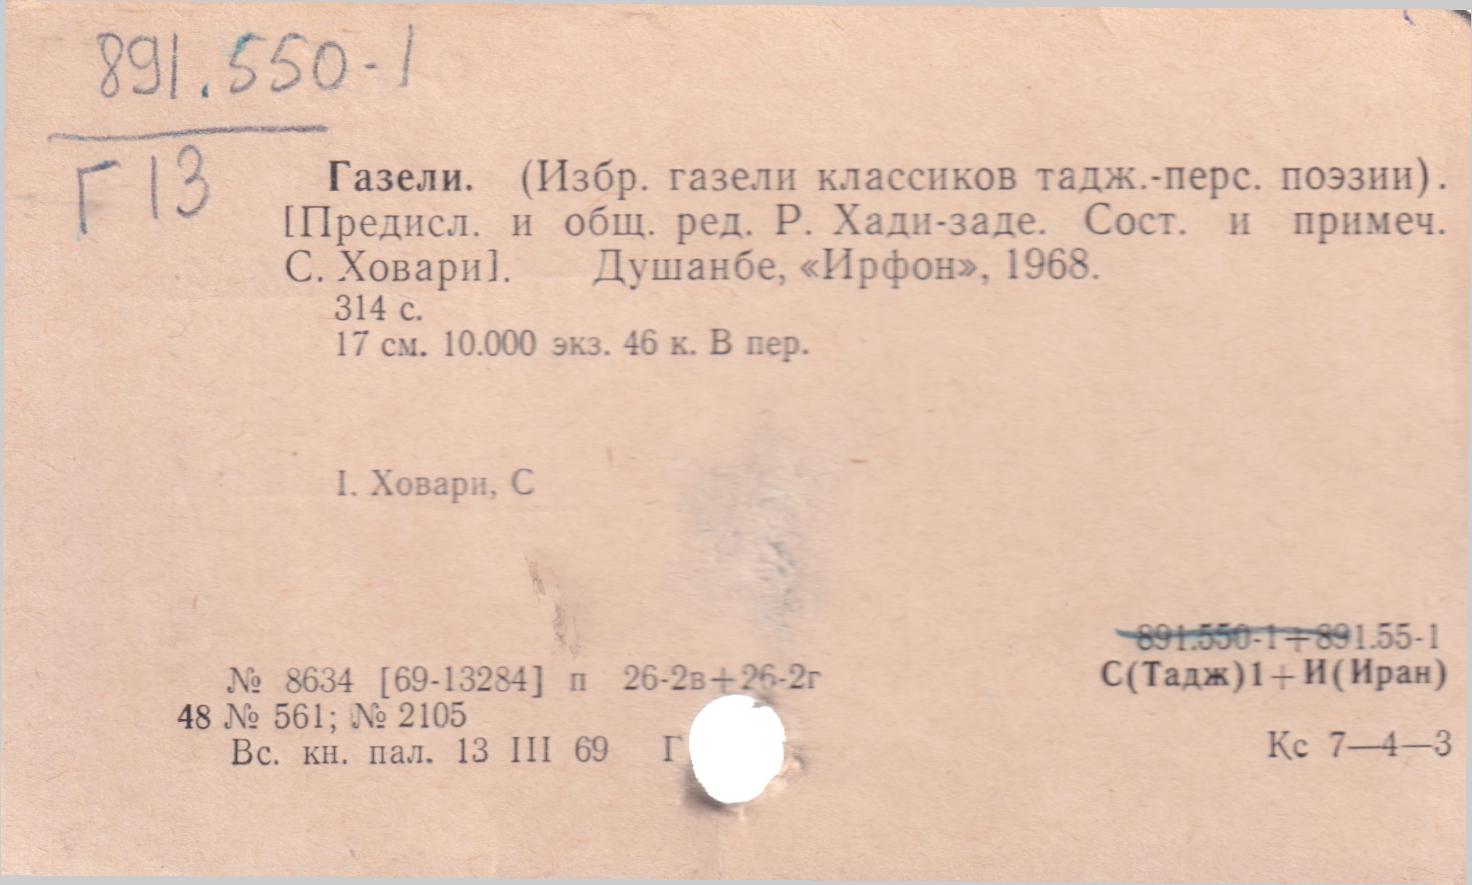 891.550-1
Г 13
Газели. (Избр. газели классиков тадж.-перс. поэзии).
[Предисл. и общ. ред. Р. Хади-заде. Сост. и примеч.
С. Ховари]. Душанбе, «Ирфон», 1968.
314 с.
17 см. 10.000 экз. 46 к. В пер.
I. Ховари, С
891.550-1+891.55-1
№ 8634 [69-13284] п 26-2в+26-2г
С(Тадж)1+И(Иран)
48 № 561; № 2105
Вс. кн. пал. 13 III 69 Г
Кс 7—4—3